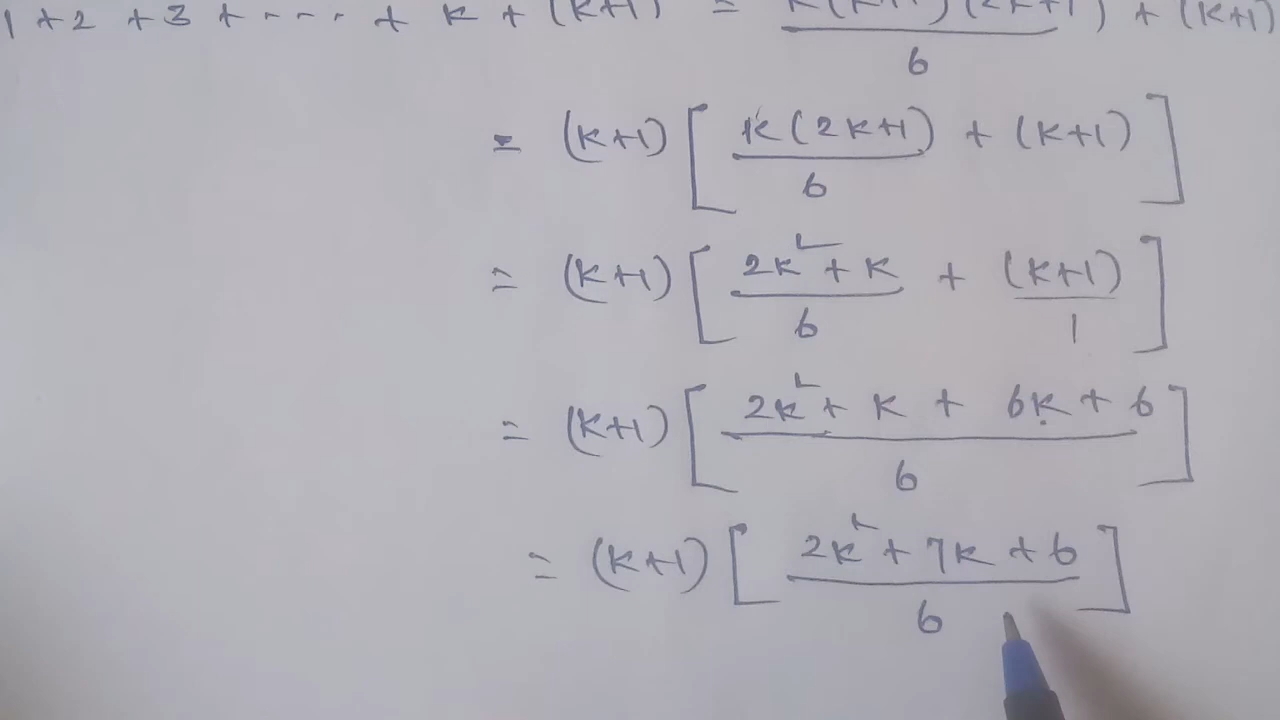 1 + 2 + 3 + .... + k + (k+1) = k(k+1)(2k+1) / 6 + (k+1)
= (k+1) [ k(2k+1) / 6 + (k+1) ]
= (k+1) [ 2k² + k / 6 + (k+1) / 1 ]
= (k+1) [ 2k² + k + 6k + 6 / 6 ]
= (k+1) [ 2k² + 7k + 6 / 6 ]